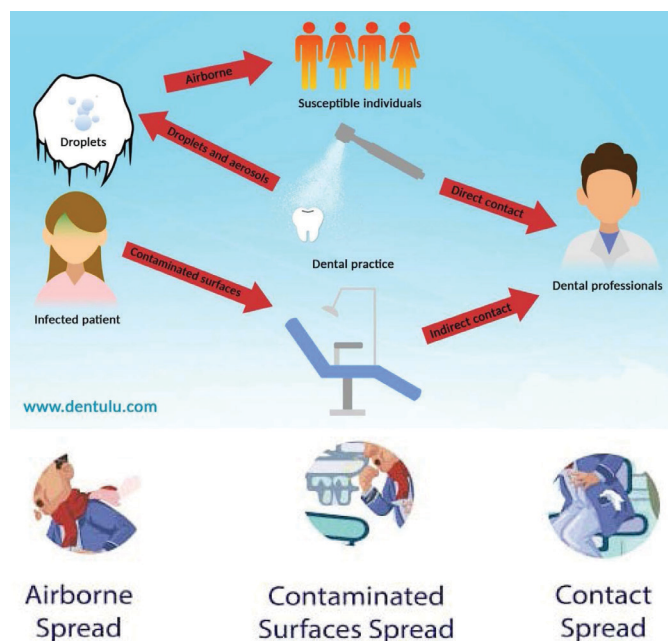 Airborne
Susceptible individuals
Droplets
Droplets and aerosols
Direct contact
Dental practice
Dental professionals
Infected patient
Contaminated surfaces
Indirect contact
www.dentulu.com
Airborne
Spread
Contaminated
Surfaces Spread
Contact
Spread